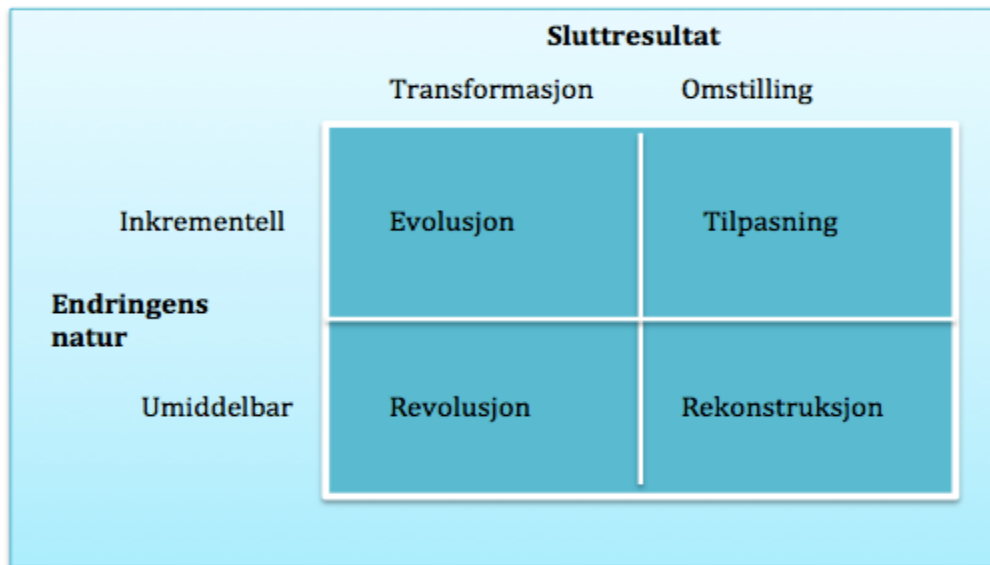 Sluttresultat
Transformasjon Omstilling
Inkrementell Evolusjon Tilpasning
Endringens
natur
Umiddelbar Revolusjon Rekonstruksjon